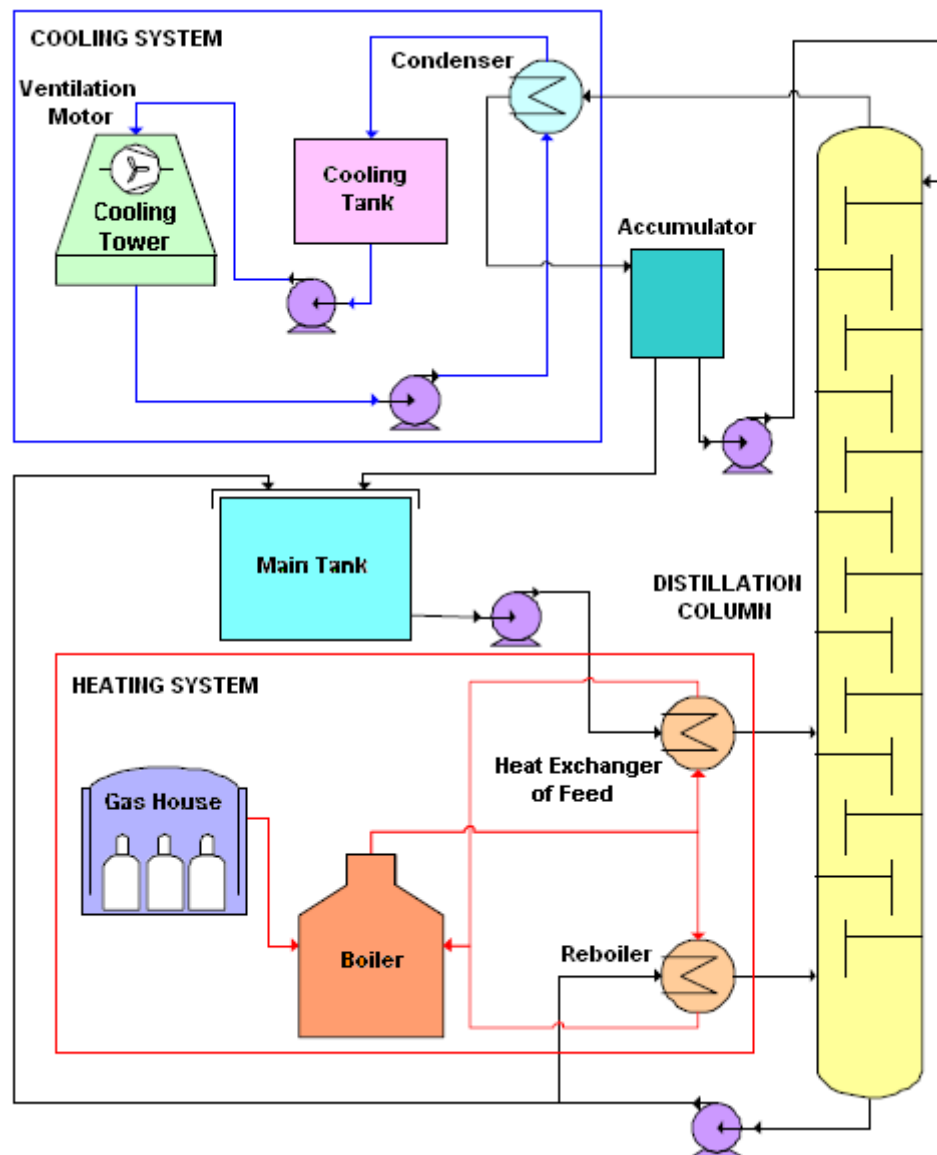 COOLING SYSTEM
Condenser
Ventilation
Motor
Cooling
Tank
Cooling
Tower
Accumulator
Main Tank
DISTILLATION
COLUMN
HEATING SYSTEM
Heat Exchanger
of Feed
Gas House
Boiler
Reboiler